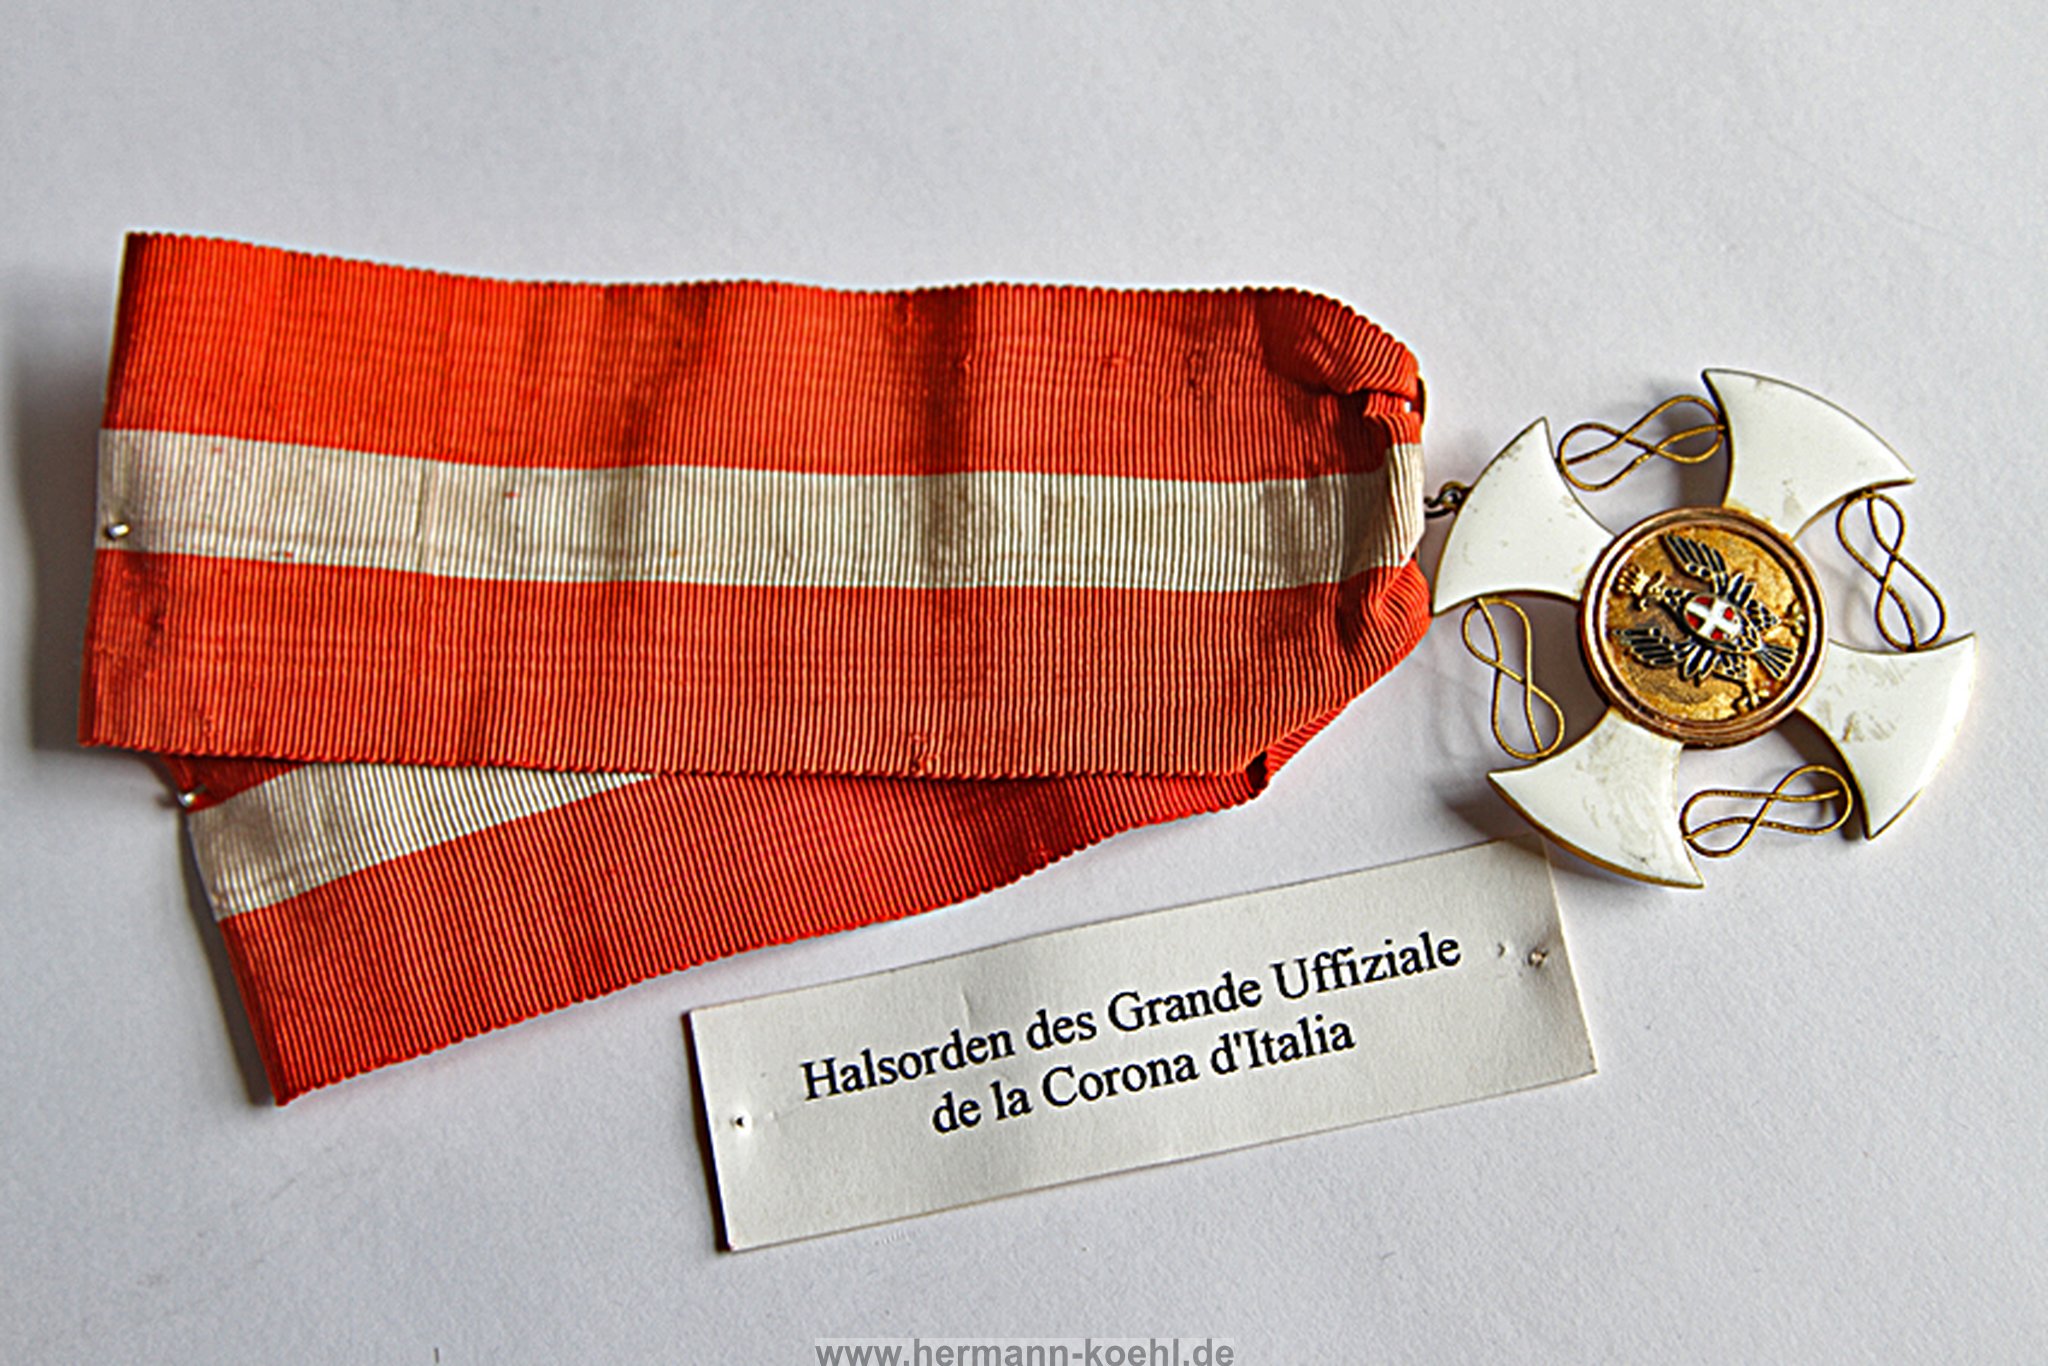 Halsorden des Grande Uffiziale
de la Corona d'Italia
www.hermann-koehl.de